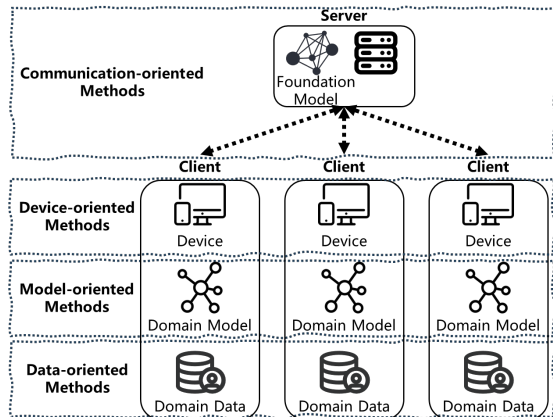 Server
Communication-oriented
Methods
Foundation
Model
Client Client Client
Device-oriented
Methods
Device Device Device
Model-oriented
Methods
Domain Model Domain Model Domain Model
Data-oriented
Methods
Domain Data Domain Data Domain Data